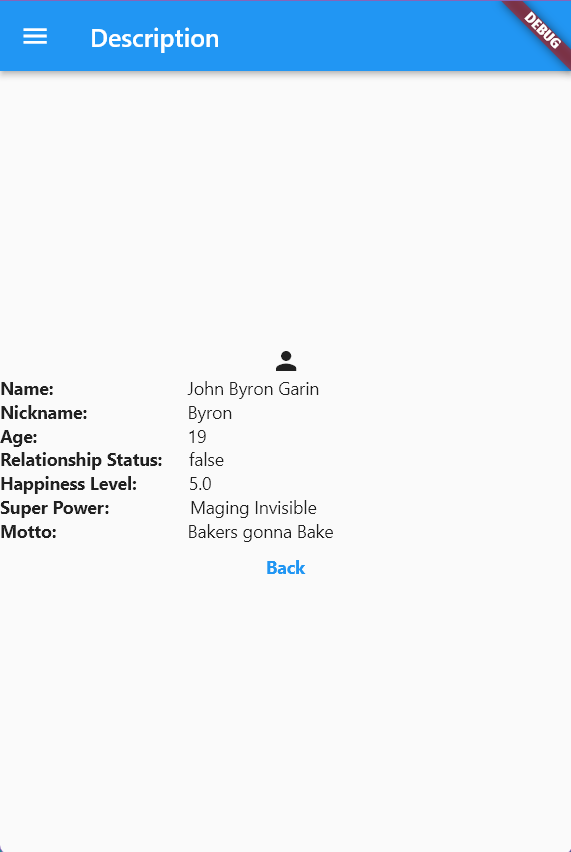 Description
DEBUG
Name: John Byron Garin
Nickname: Byron
Age: 19
Relationship Status: false
Happiness Level: 5.0
Super Power: Maging Invisible
Motto: Bakers gonna Bake
Back